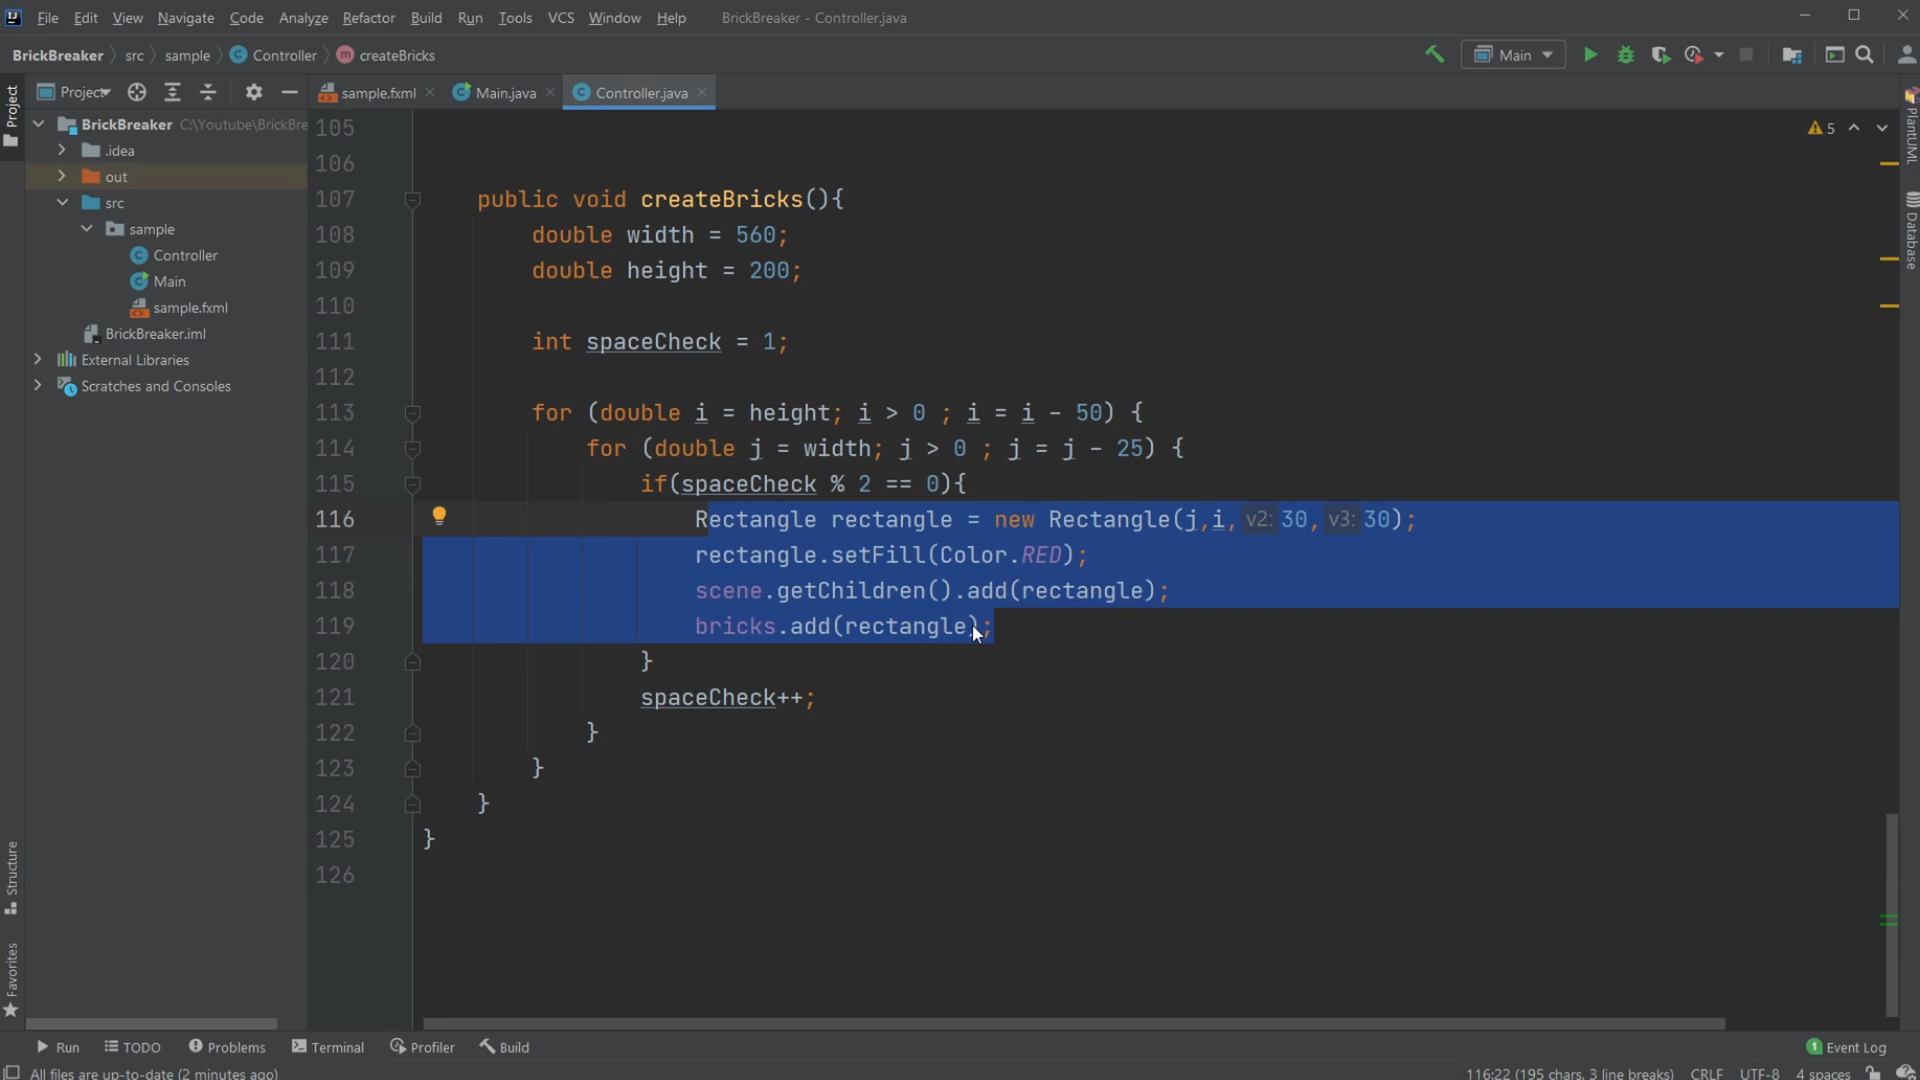 File Edit View Navigate Code Analyze Refactor Build Run Tools VCS Window Help BrickBreaker - Controller.java
BrickBreaker src sample Controller createBricks Main
Project sample.fxml Main.java Controller.java
Project
BrickBreaker C:\Youtube\BrickBre
.idea
out
src
sample
Controller
Main
sample.fxml
BrickBreaker.iml
External Libraries
Scratches and Consoles
Structure
Favorites
5
105
106
107 public void createBricks(){
108 double width = 560;
109 double height = 200;
110
111 int spaceCheck = 1;
112
113 for (double i = height; i > 0 ; i = i - 50) {
114 for (double j = width; j > 0 ; j = j - 25) {
115 if(spaceCheck % 2 == 0){
116 Rectangle rectangle = new Rectangle(j,i, v2: 30, v3: 30);
117 rectangle.setFill(Color.RED);
118 scene.getChildren().add(rectangle);
119 bricks.add(rectangle);
120 }
121 spaceCheck++;
122 }
123 }
124 }
125 }
126
PlantUML
Database
Run TODO Problems Terminal Profiler Build 1 Event Log
All files are up-to-date (2 minutes ago) 116:22 (195 chars, 3 line breaks) CRLF UTF-8 4 spaces